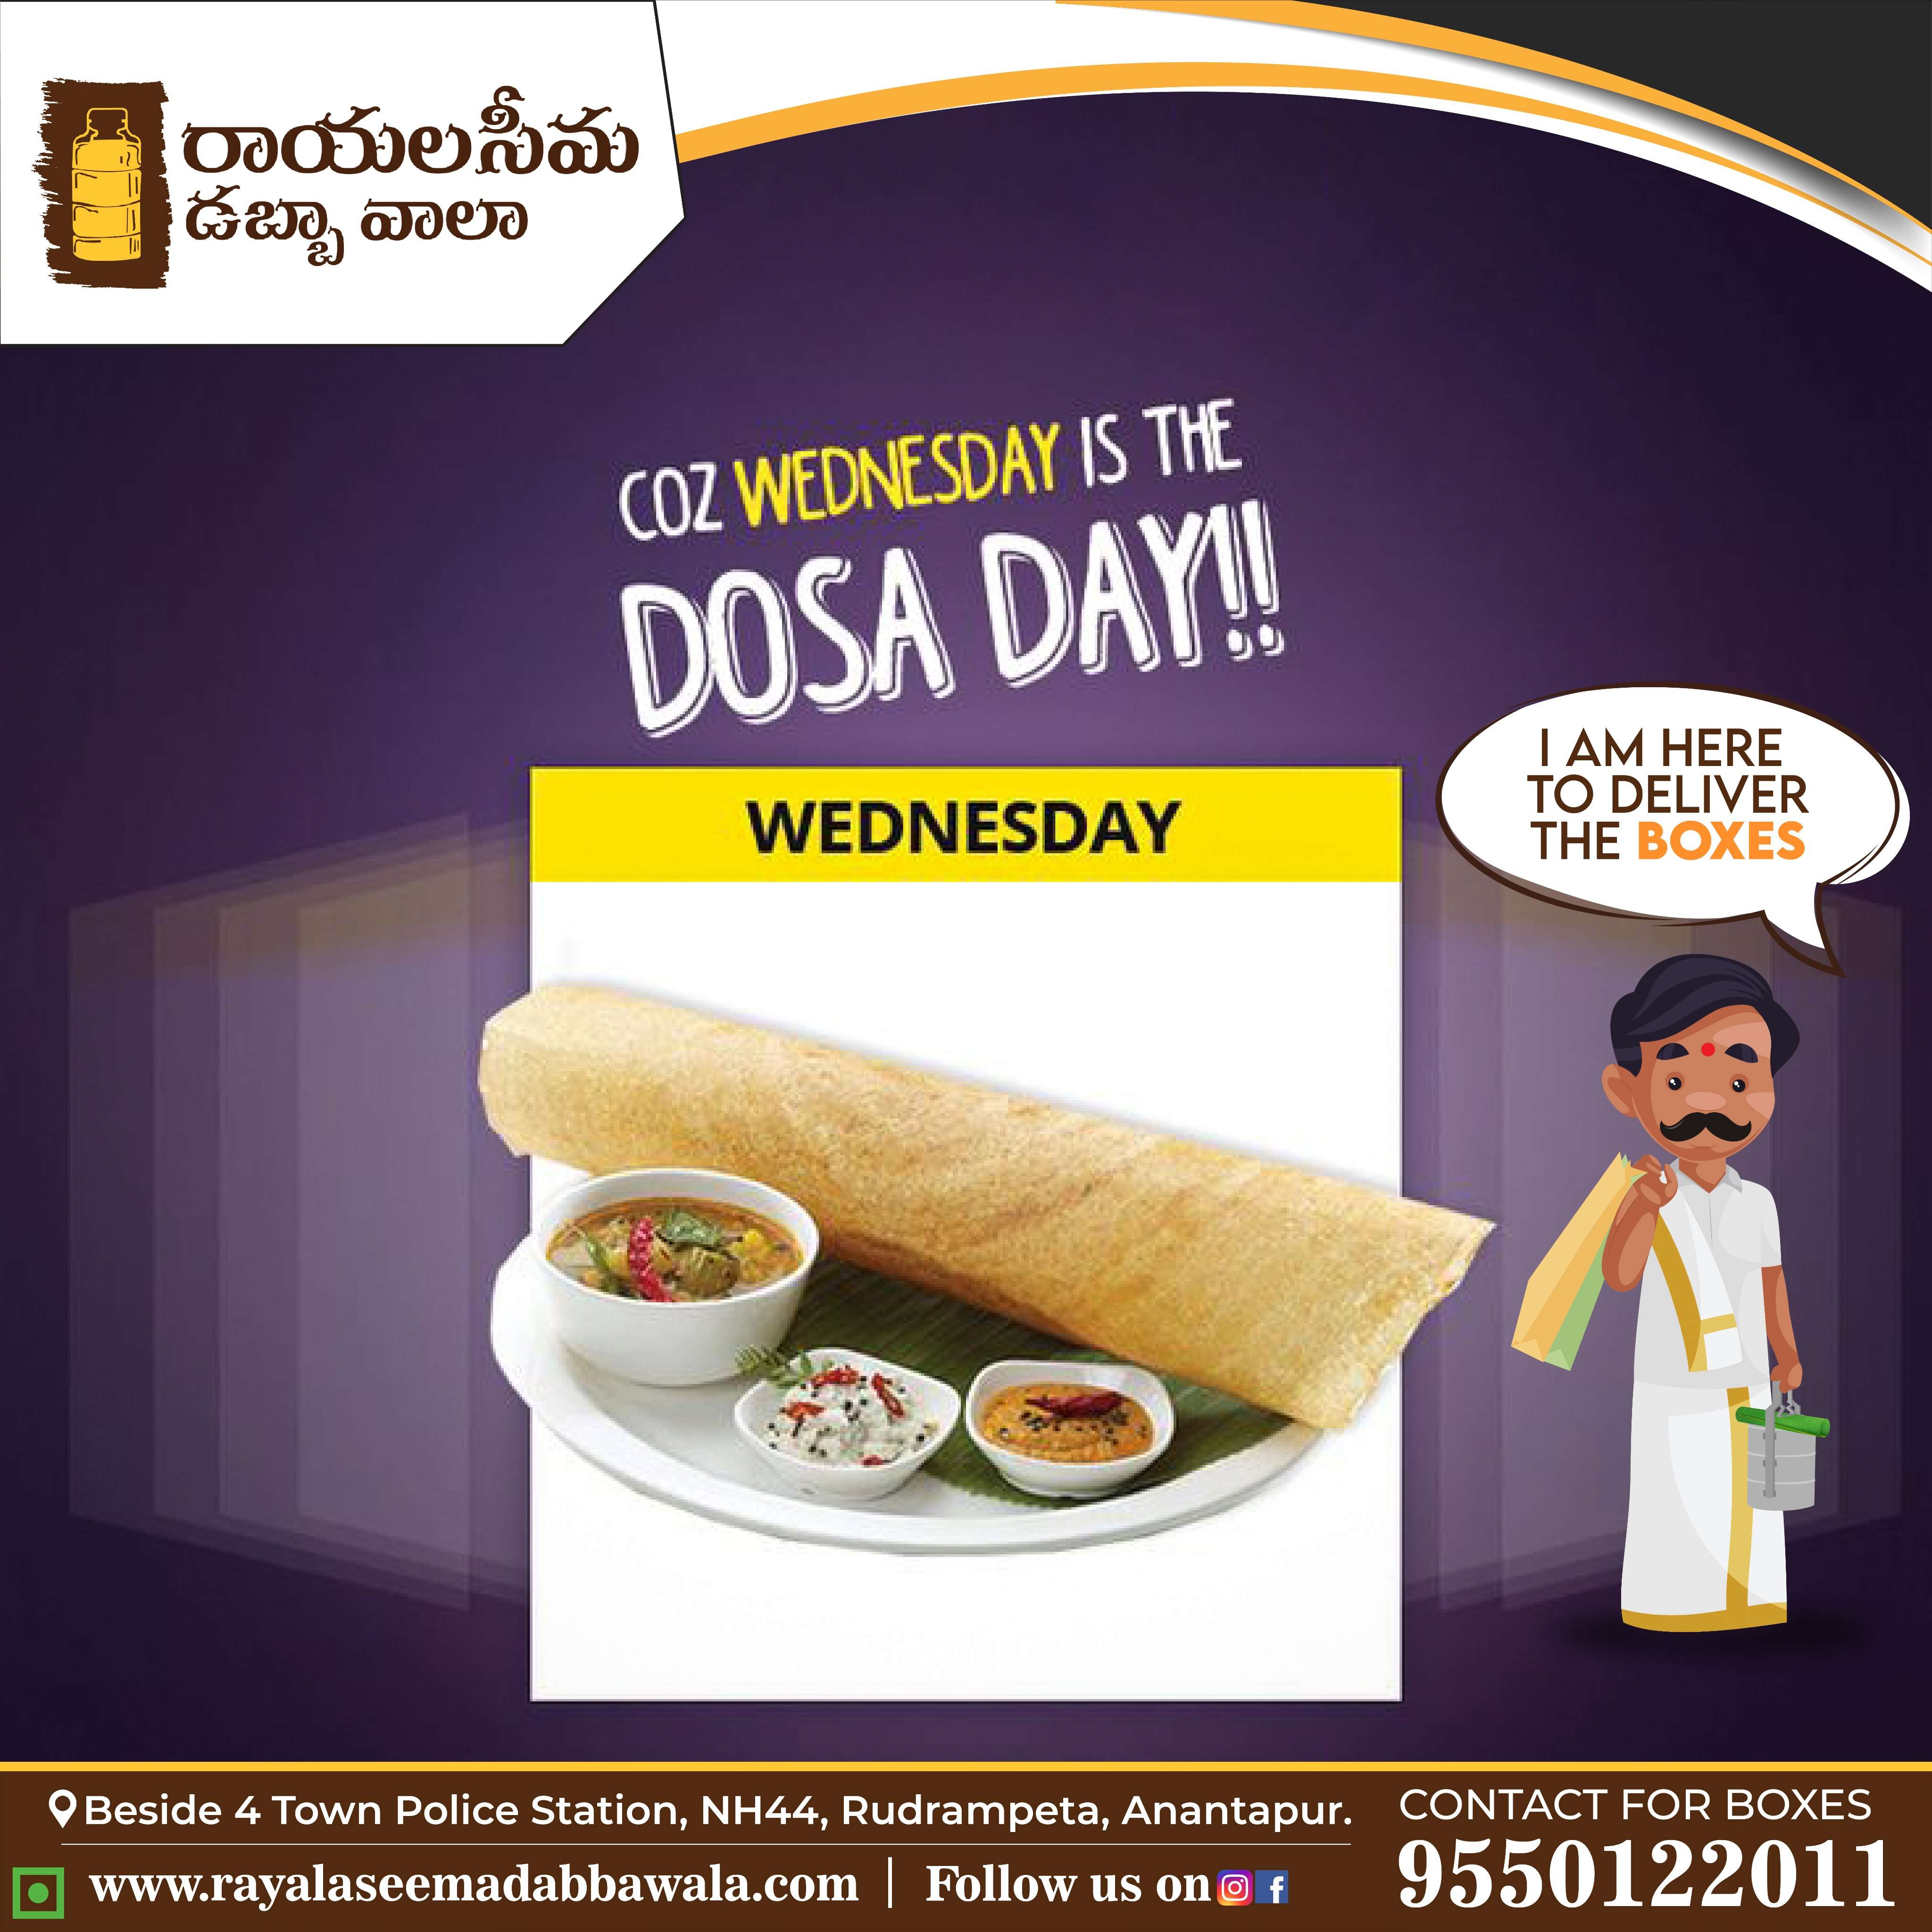 రాయలసీమ
డబ్బా వాలా
COZ WEDNESDAY IS THE
DOSA DAY!!
WEDNESDAY
I AM HERE
TO DELIVER
THE BOXES
Beside 4 Town Police Station, NH44, Rudrampeta, Anantapur.
www.rayalaseemadabbawala.com | Follow us on
CONTACT FOR BOXES
9550122011